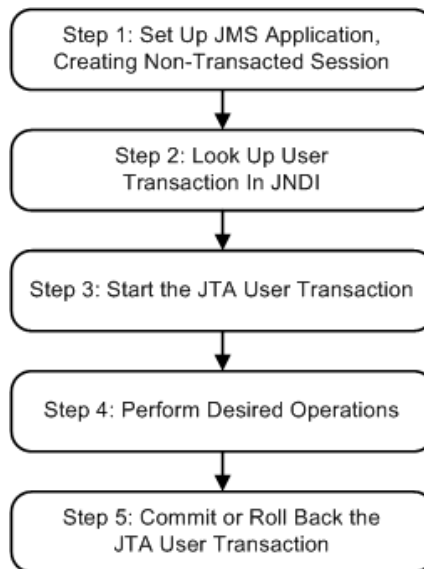 Step 1: Set Up JMS Application,
Creating Non-Transacted Session
Step 2: Look Up User
Transaction In JNDI
Step 3: Start the JTA User Transaction
Step 4: Perform Desired Operations
Step 5: Commit or Roll Back the
JTA User Transaction